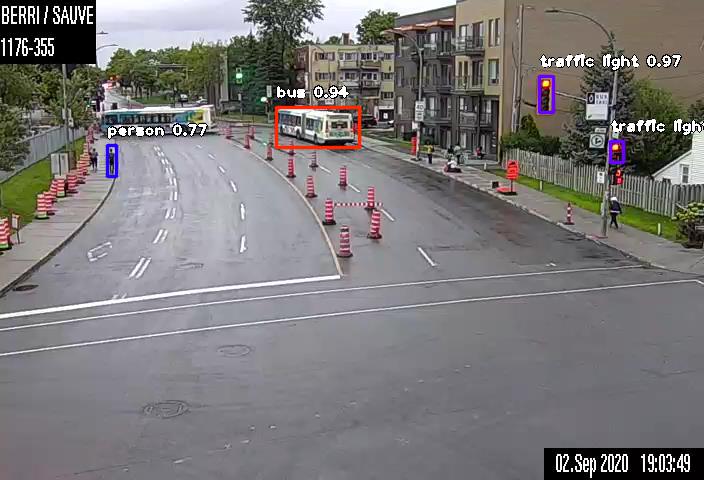 BERRI / SAUVE
1176-355
traffic light 0.97
bus 0.94
person 0.77
traffic ligh
02.Sep 2020 19:03:49